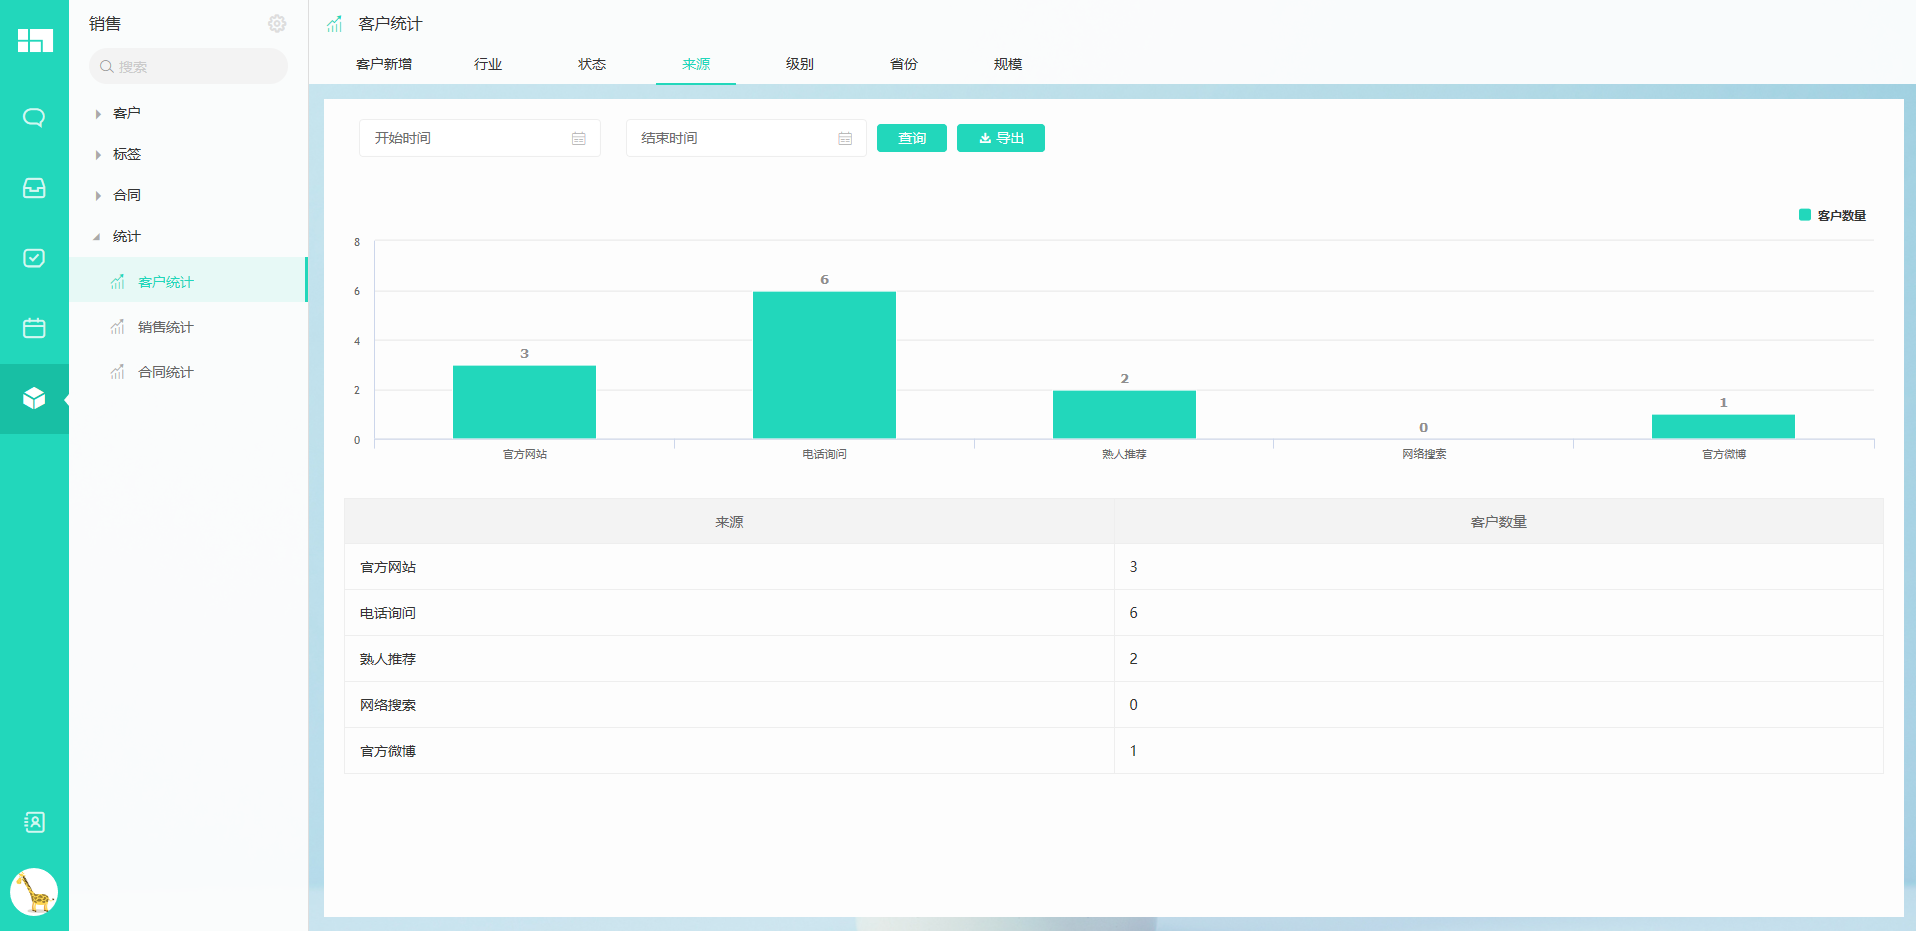 销售
搜索
客户
标签
合同
统计
客户统计
销售统计
合同统计
客户统计
客户新增 行业 状态 来源 级别 省份 规模
开始时间 结束时间 查询 导出
客户数量
8
6
4
2
0
3 6 2 0 1
官方网站 电话询问 熟人推荐 网络搜索 官方微博
来源 客户数量
官方网站 3
电话询问 6
熟人推荐 2
网络搜索 0
官方微博 1